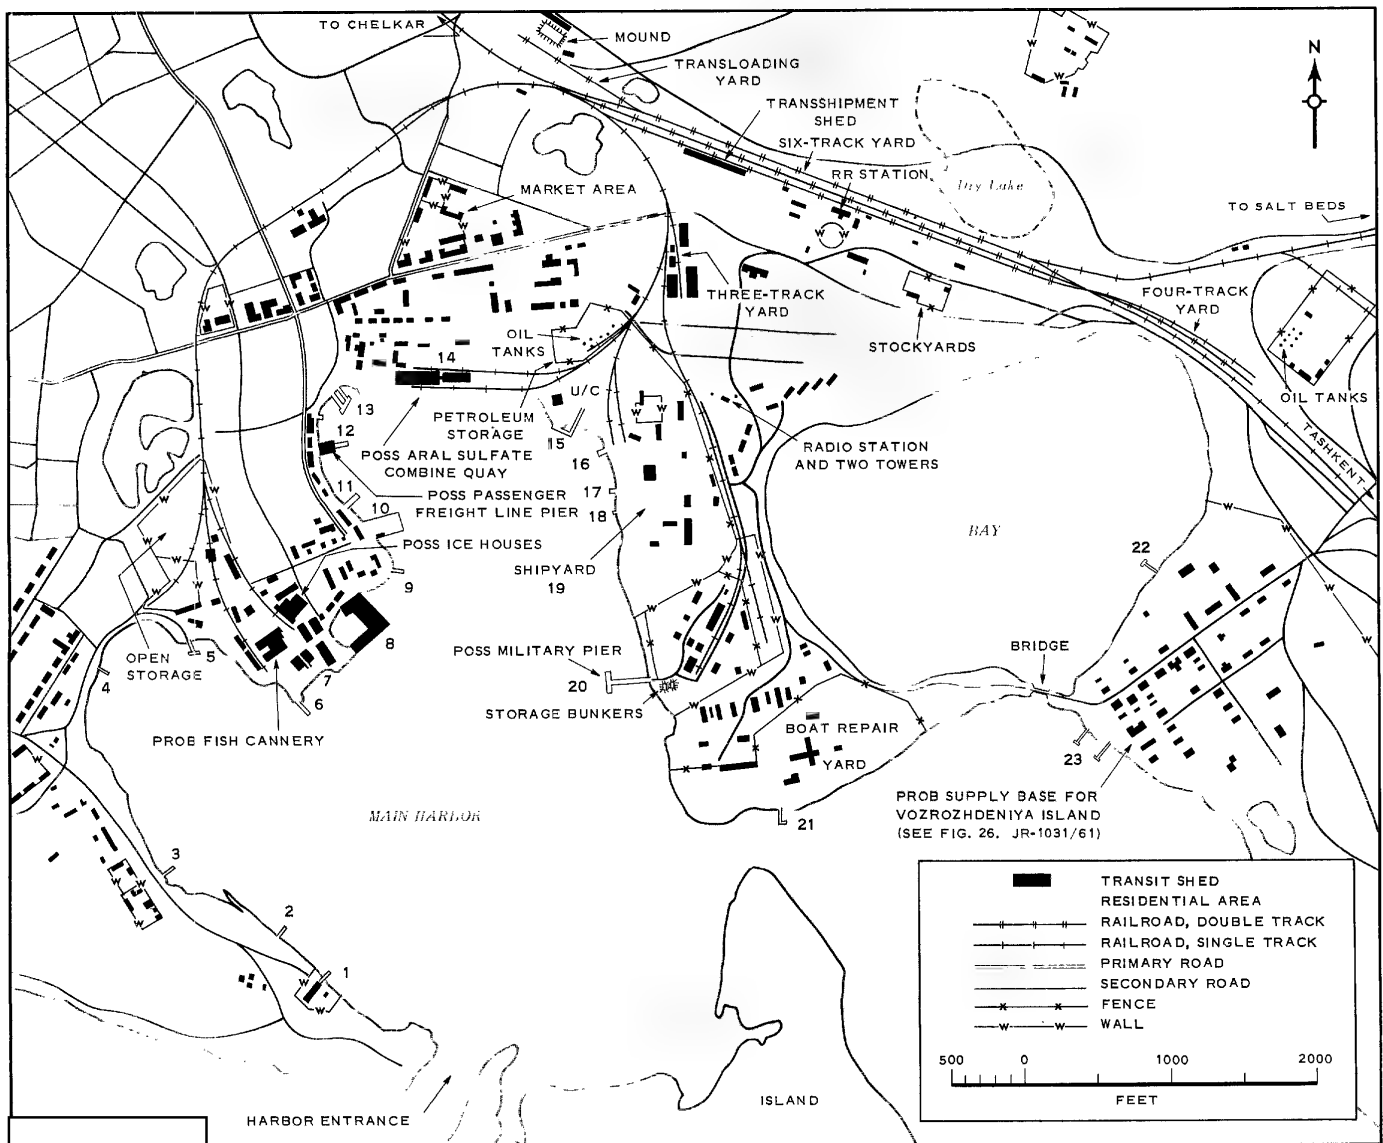 TO CHELKAR
MOUND
TRANSLOADING
YARD
TRANSSHIPMENT
SHED
SIX-TRACK YARD
RR STATION
N
Dry Lake
TO SALT BEDS
MARKET AREA
THREE-TRACK
YARD
STOCKYARDS
FOUR-TRACK
YARD
OIL TANKS
TASHKENT
OIL
TANKS
14
U/C
13
12
PETROLEUM
STORAGE
15
16
POSS ARAL SULFATE
COMBINE QUAY
RADIO STATION
AND TWO TOWERS
11
10
POSS PASSENGER
FREIGHT LINE PIER
17
18
POSS ICE HOUSES
SHIPYARD
19
9
BAY
22
8
OPEN
STORAGE
5
4
7
6
POSS MILITARY PIER
20
STORAGE BUNKERS
BRIDGE
PROB FISH CANNERY
BOAT REPAIR
YARD
23
MAIN HARBOR
21
PROB SUPPLY BASE FOR
VOZROZHDENIYA ISLAND
(SEE FIG. 26. JR-1031/61)
3
2
1
TRANSIT SHED
RESIDENTIAL AREA
RAILROAD, DOUBLE TRACK
RAILROAD, SINGLE TRACK
PRIMARY ROAD
SECONDARY ROAD
FENCE
WALL
500 0 1000 2000
FEET
ISLAND
HARBOR ENTRANCE